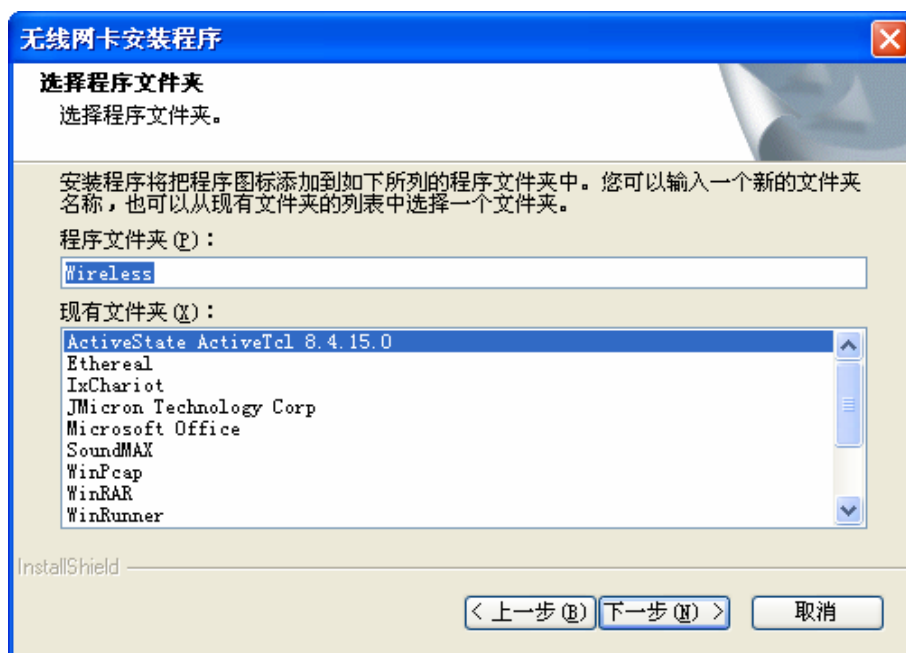 无线网卡安装程序
选择程序文件夹
选择程序文件夹。
安装程序将把程序图标添加到如下所列的程序文件夹中。您可以输入一个新的文件夹
名称，也可以从现有文件夹的列表中选择一个文件夹。
程序文件夹(P)：
Wireless
现有文件夹(X)：
ActiveState ActiveTcl 8.4.15.0
Ethereal
IxChariot
JMicron Technology Corp
Microsoft Office
SoundMAX
WinPcap
WinRAR
WinRunner
InstallShield
< 上一步(B) 下一步(N) > 取消